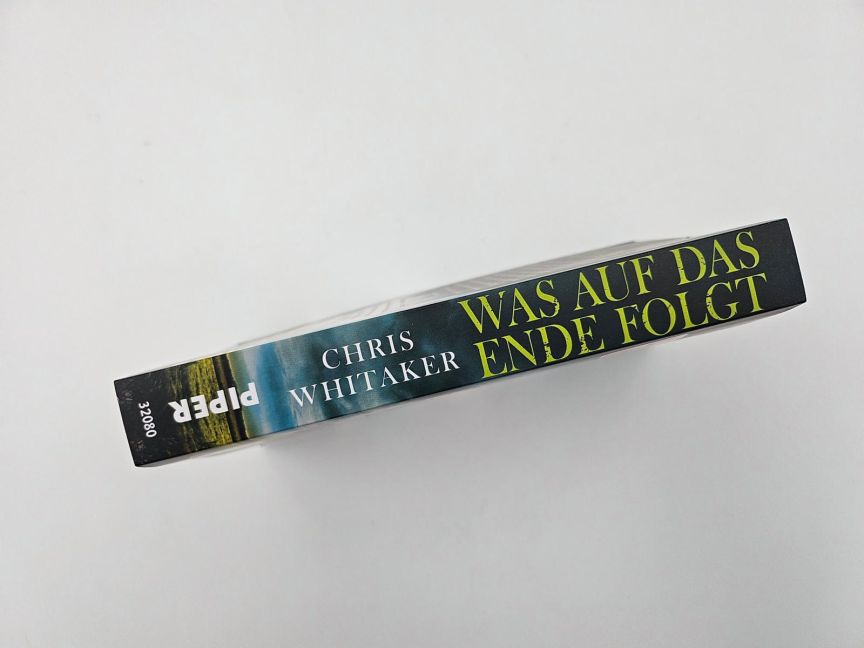 CHRIS
WHITAKER
WAS AUF DAS
ENDE FOLGT
PIPER
32080